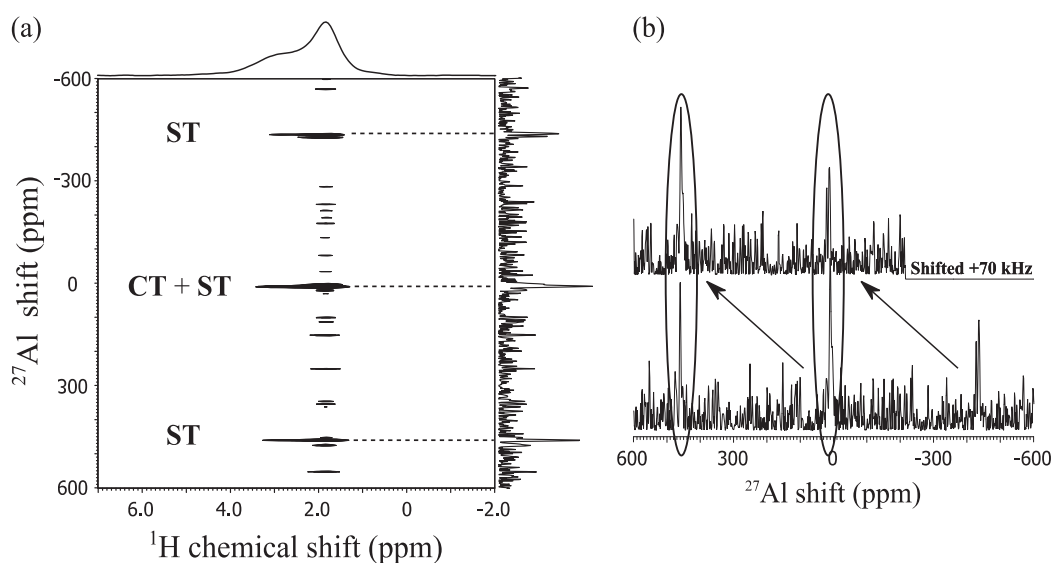 (a)
-600
-300
0
300
600
²⁷Al shift (ppm)
ST
CT + ST
ST
6.0
4.0
2.0
0
-2.0
¹H chemical shift (ppm)
(b)
Shifted +70 kHz
600
300
0
-300
-600
²⁷Al shift (ppm)